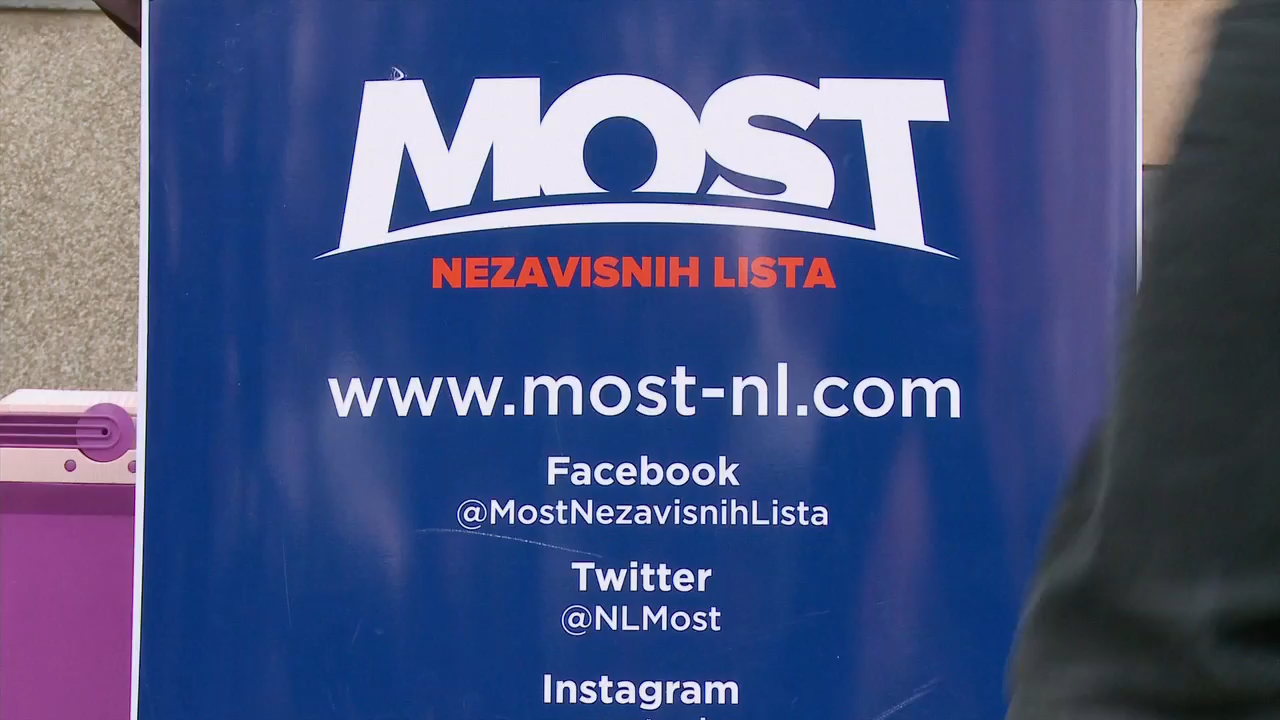 MOST
NEZAVISNIH LISTA
www.most-nl.com
Facebook
@MostNezavisnihLista
Twitter
@NLMost
Instagram